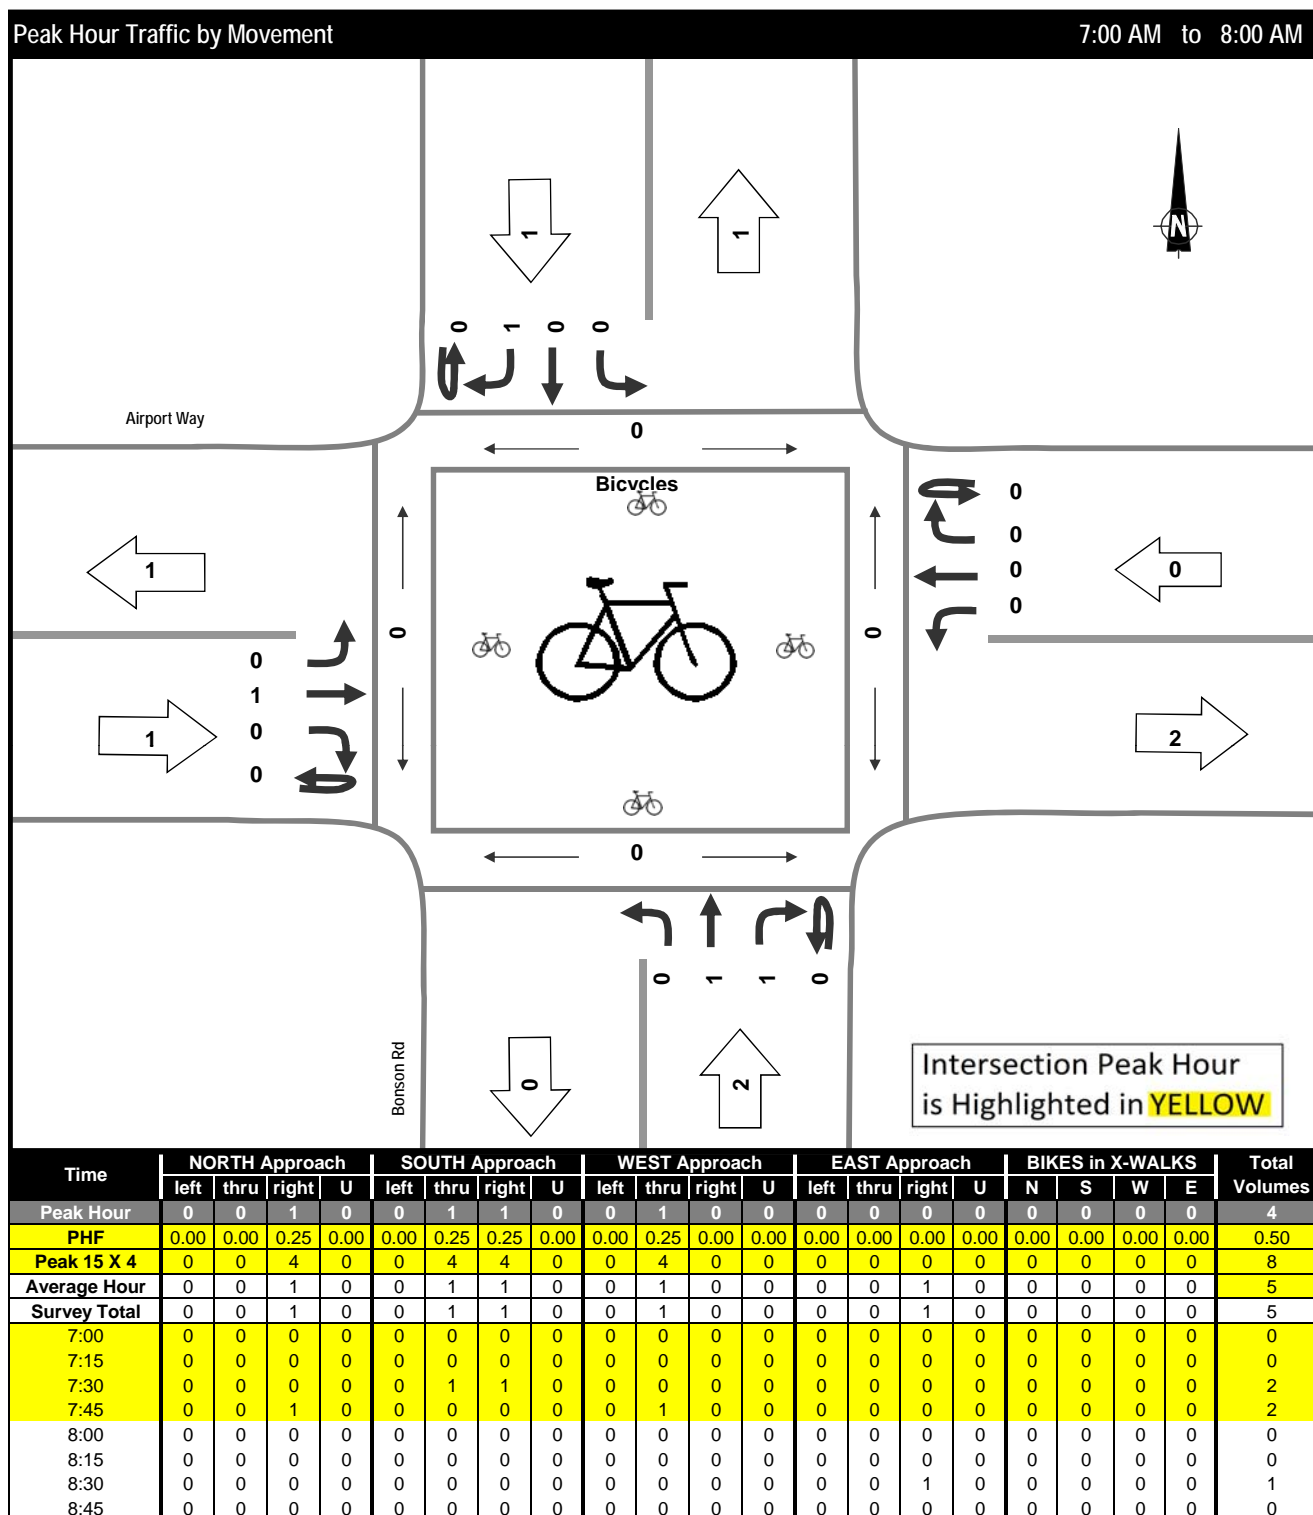 Peak Hour Traffic by Movement 7:00 AM to 8:00 AM
1 1
N
0 1 0 0
Airport Way
0
Bicycles
0
0
1
0
0
0
0
0 0
0
1
0
0
1
2
0
0 1 1 0
Bonson Rd
0 2
Intersection Peak Hour
is Highlighted in YELLOW
Time NORTH Approach SOUTH Approach WEST Approach EAST Approach BIKES in X-WALKS Total
left thru right U left thru right U left thru right U left thru right U N S W E Volumes
Peak Hour 0 0 1 0 0 1 1 0 0 1 0 0 0 0 0 0 0 0 0 0 4
PHF 0.00 0.00 0.25 0.00 0.00 0.25 0.25 0.00 0.00 0.25 0.00 0.00 0.00 0.00 0.00 0.00 0.00 0.00 0.00 0.00 0.50
Peak 15 X 4 0 0 4 0 0 4 4 0 0 4 0 0 0 0 0 0 0 0 0 0 8
Average Hour 0 0 1 0 0 1 1 0 0 1 0 0 0 0 1 0 0 0 0 0 5
Survey Total 0 0 1 0 0 1 1 0 0 1 0 0 0 0 1 0 0 0 0 0 5
7:00 0 0 0 0 0 0 0 0 0 0 0 0 0 0 0 0 0 0 0 0 0
7:15 0 0 0 0 0 0 0 0 0 0 0 0 0 0 0 0 0 0 0 0 0
7:30 0 0 0 0 0 1 1 0 0 0 0 0 0 0 0 0 0 0 0 0 2
7:45 0 0 1 0 0 0 0 0 0 1 0 0 0 0 0 0 0 0 0 0 2
8:00 0 0 0 0 0 0 0 0 0 0 0 0 0 0 0 0 0 0 0 0 0
8:15 0 0 0 0 0 0 0 0 0 0 0 0 0 0 0 0 0 0 0 0 0
8:30 0 0 0 0 0 0 0 0 0 0 0 0 0 0 1 0 0 0 0 0 1
8:45 0 0 0 0 0 0 0 0 0 0 0 0 0 0 0 0 0 0 0 0 0